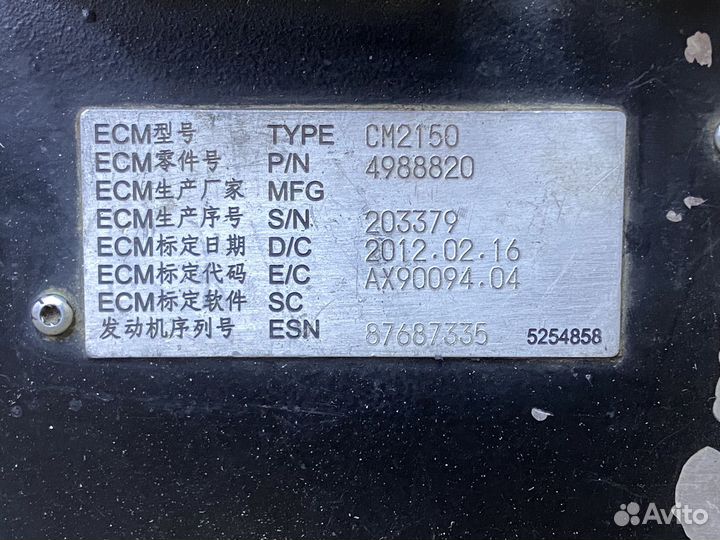 ECM型号 TYPE CM2150
ECM零件号 P/N 4988820
ECM生产厂家 MFG
ECM生产序号 S/N 203379
ECM标定日期 D/C 2012.02.16
ECM标定代码 E/C AX90094.04
ECM标定软件 SC
发动机序列号 ESN 87687335 5254858
Avito